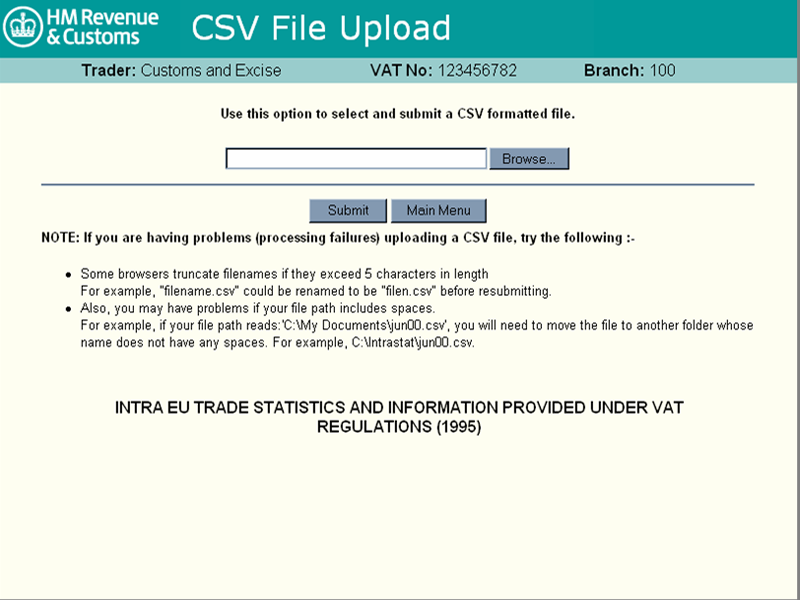 HM Revenue
& Customs
CSV File Upload
Trader: Customs and Excise VAT No: 123456782 Branch: 100
Use this option to select and submit a CSV formatted file.
Browse...
Submit Main Menu
NOTE: If you are having problems (processing failures) uploading a CSV file, try the following :-
• Some browsers truncate filenames if they exceed 5 characters in length
For example, "filename.csv" could be renamed to be "filen.csv" before resubmitting.
• Also, you may have problems if your file path includes spaces.
For example, if your file path reads:'C:\My Documents\jun00.csv', you will need to move the file to another folder whose
name does not have any spaces. For example, C:\Intrastat\jun00.csv.
INTRA EU TRADE STATISTICS AND INFORMATION PROVIDED UNDER VAT
REGULATIONS (1995)